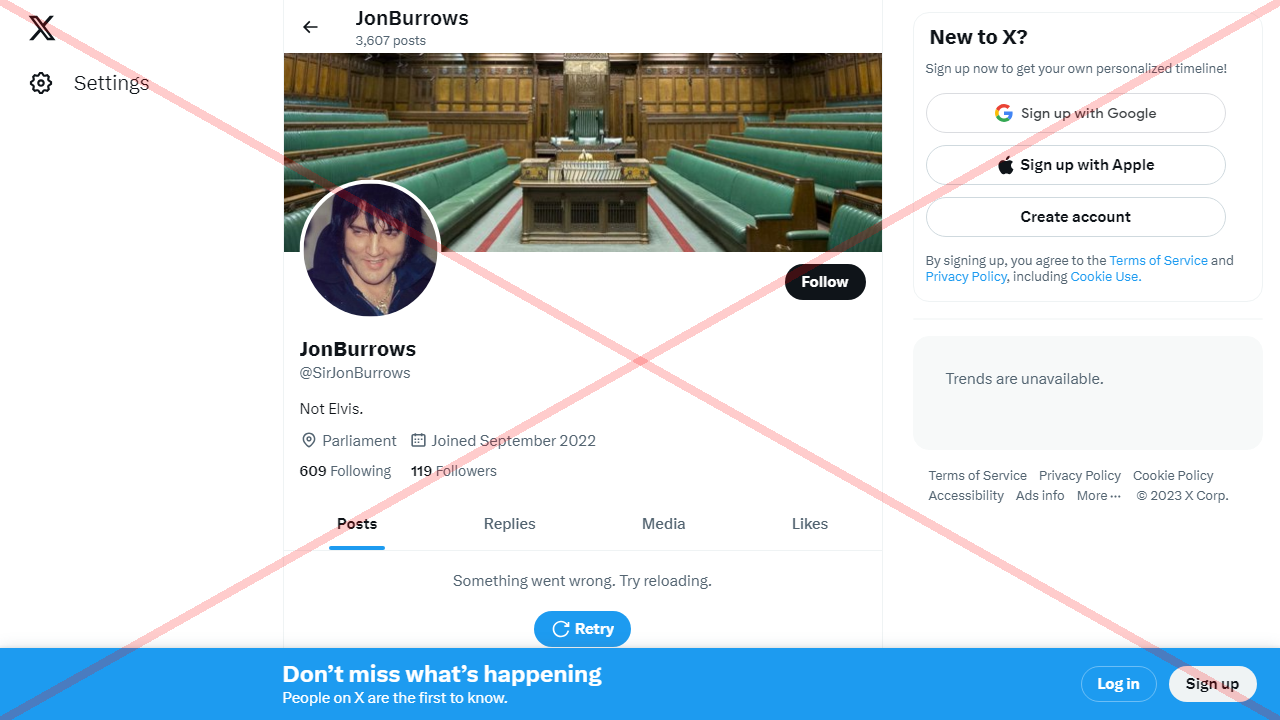 Settings
JonBurrows
3,607 posts
Follow
JonBurrows
@SirJonBurrows
Not Elvis.
Parliament Joined September 2022
609 Following 119 Followers
Posts Replies Media Likes
Something went wrong. Try reloading.
Retry
New to X?
Sign up now to get your own personalized timeline!
Sign up with Google
Sign up with Apple
Create account
By signing up, you agree to the Terms of Service and
Privacy Policy, including Cookie Use.
Trends are unavailable.
Terms of Service Privacy Policy Cookie Policy
Accessibility Ads info More ··· © 2023 X Corp.
Don’t miss what’s happening
People on X are the first to know.
Log in Sign up